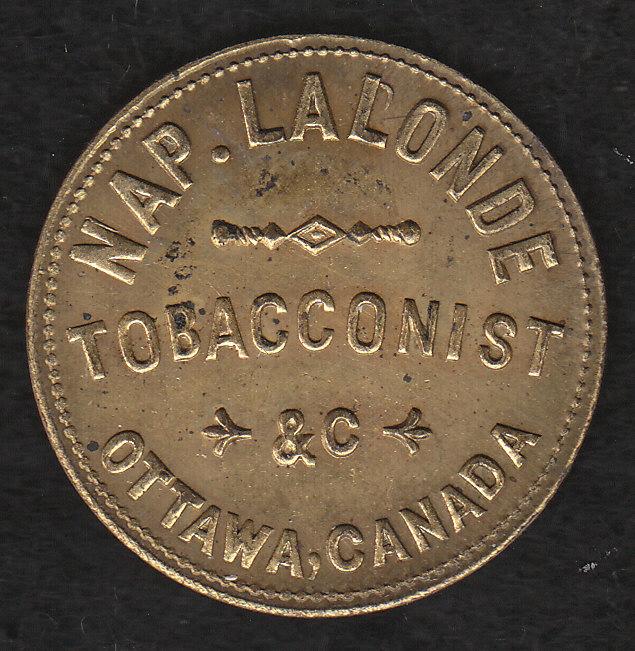 NAP. LALONDE
TOBACCONIST
&C
OTTAWA, CANADA